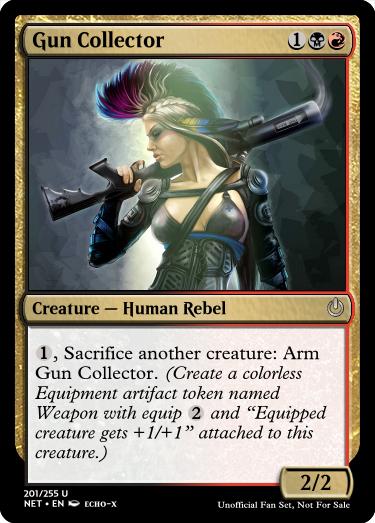 Gun Collector 1
Creature — Human Rebel
1, Sacrifice another creature: Arm
Gun Collector. (Create a colorless
Equipment artifact token named
Weapon with equip 2 and “Equipped
creature gets +1/+1” attached to this
creature.)
2/2
201/255 U
NET • EN ECHO-X
Unofficial Fan Set, Not For Sale